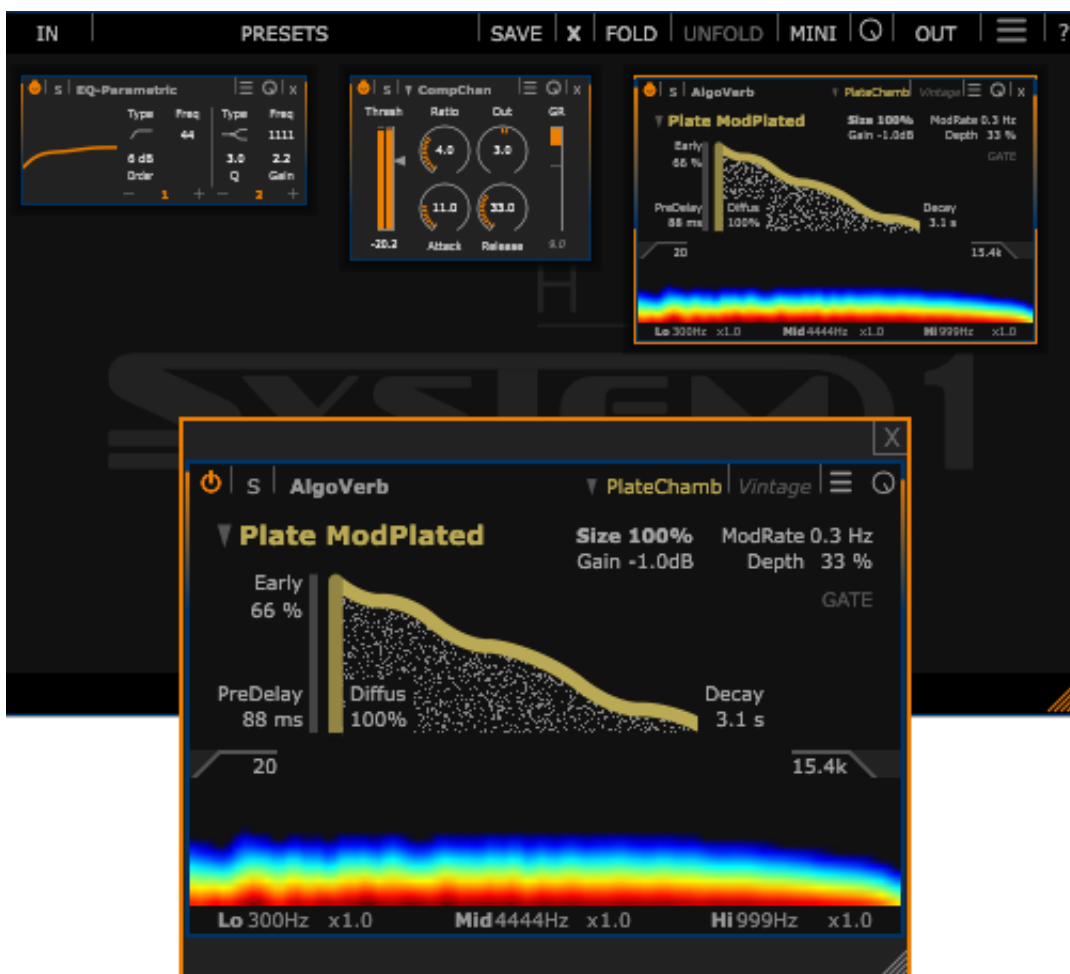 IN PRESETS SAVE X FOLD UNFOLD MINI OUT ?
S EQ-Parametric X
Type Freq Type Freq
44 1111
6 dB 3.0 2.2
Order Q Gain
− 1 + − 2 +
S CompChan X
Thresh Ratio Out GR
4.0 3.0
11.0 33.0
-20.2 Attack Release
S AlgoVerb PlateChamb Vintage X
Plate ModPlated Size 100% ModRate 0.3 Hz
Gain -1.0dB Depth 33 %
Early GATE
66 %
PreDelay Diffus Decay
88 ms 100% 3.1 s
20 15.4k
Lo 300Hz x1.0 Mid 4444Hz x1.0 Hi 999Hz x1.0
H
SYSTEM 1
X
S AlgoVerb PlateChamb Vintage
Plate ModPlated Size 100% ModRate 0.3 Hz
Gain -1.0dB Depth 33 %
Early GATE
66 %
PreDelay Diffus Decay
88 ms 100% 3.1 s
20 15.4k
Lo 300Hz x1.0 Mid 4444Hz x1.0 Hi 999Hz x1.0